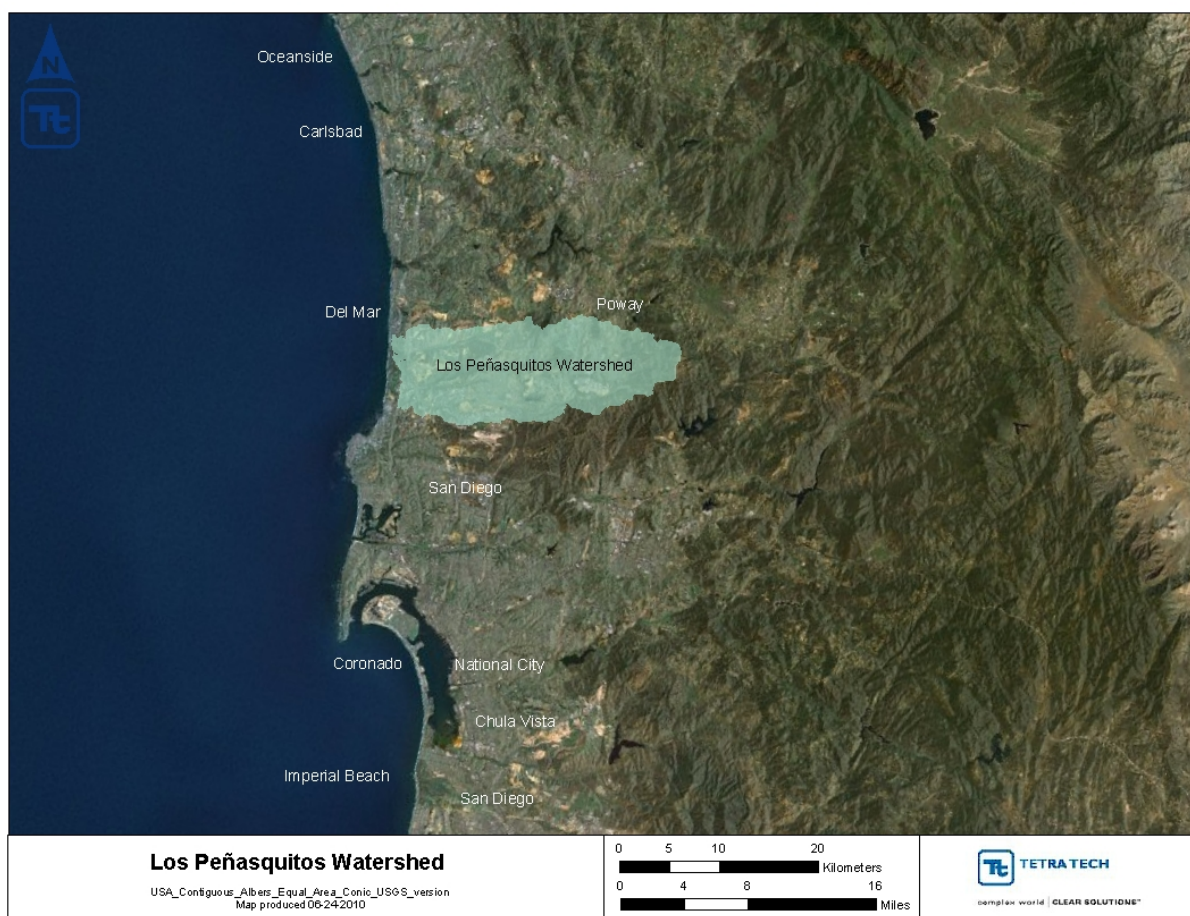 Oceanside
N
Tt
Carlsbad
Poway
Del Mar
Los Peñasquitos Watershed
San Diego
Coronado
National City
Chula Vista
Imperial Beach
San Diego
Los Peñasquitos Watershed
USA_Contiguous_Albers_Equal_Area_Conic_USGS_version
Map produced 06-24-2010
0 5 10 20
Kilometers
0 4 8 16
Miles
Tt TETRA TECH
complex world | CLEAR SOLUTIONS™